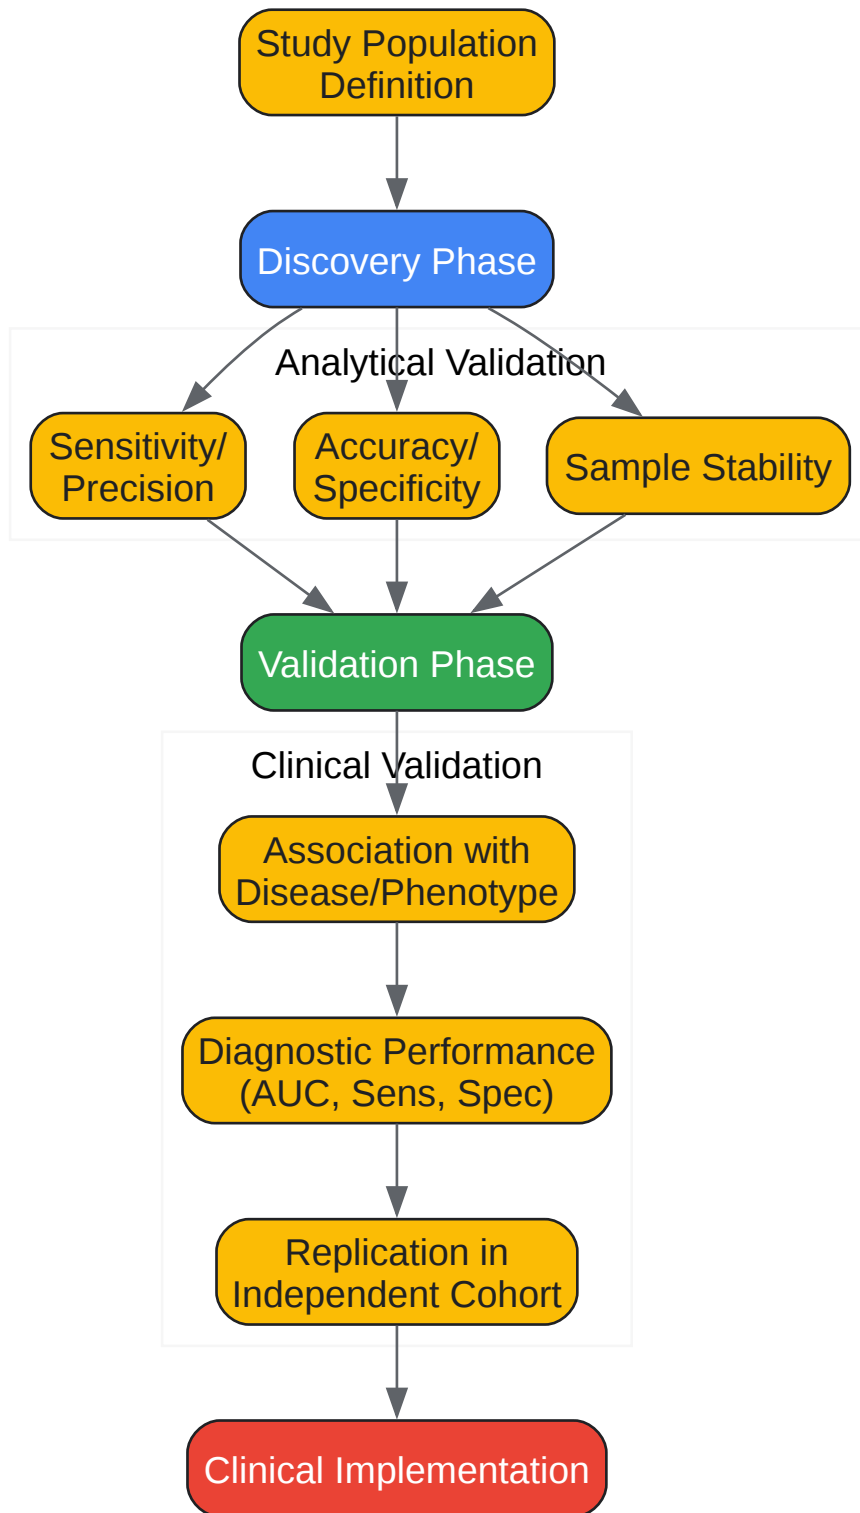 Study Population
Definition
Discovery Phase
Analytical Validation
Sensitivity/
Precision
Accuracy/
Specificity
Sample Stability
Validation Phase
Clinical Validation
Association with
Disease/Phenotype
Diagnostic Performance
(AUC, Sens, Spec)
Replication in
Independent Cohort
Clinical Implementation